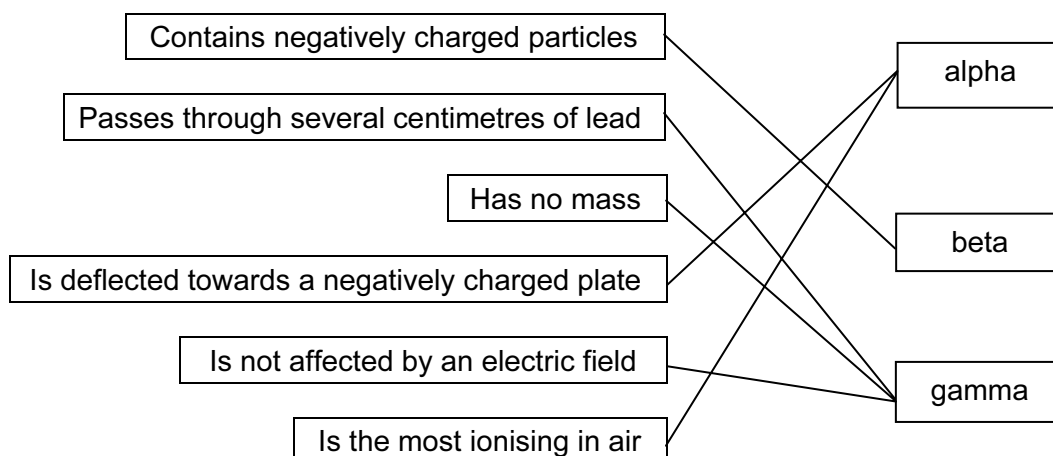 Contains negatively charged particles
alpha
Passes through several centimetres of lead
Has no mass
beta
Is deflected towards a negatively charged plate
Is not affected by an electric field
gamma
Is the most ionising in air